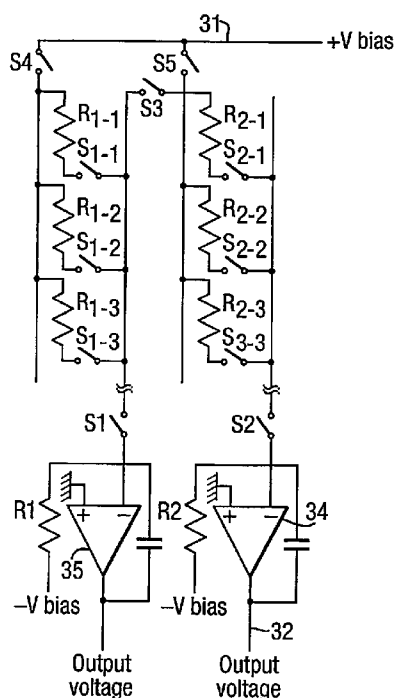 31
+V bias
S4
S5
S3
R1-1
S1-1
R2-1
S2-1
R1-2
S1-2
R2-2
S2-2
R1-3
S1-3
R2-3
S3-3
S1
S2
R1
+
−
35
R2
+
−
34
−V bias
−V bias
32
Output voltage
Output voltage